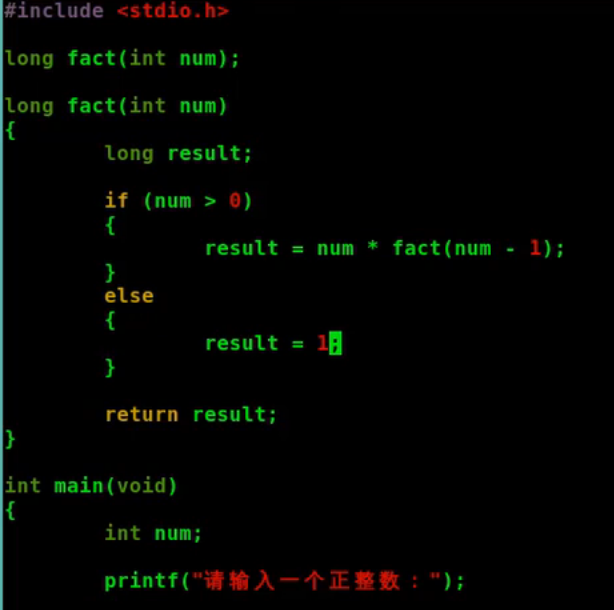 #include <stdio.h>
long fact(int num);
long fact(int num)
{
long result;
if (num > 0)
{
result = num * fact(num - 1);
}
else
{
result = 1;
}
return result;
}
int main(void)
{
int num;
printf("请输入一个正整数：");